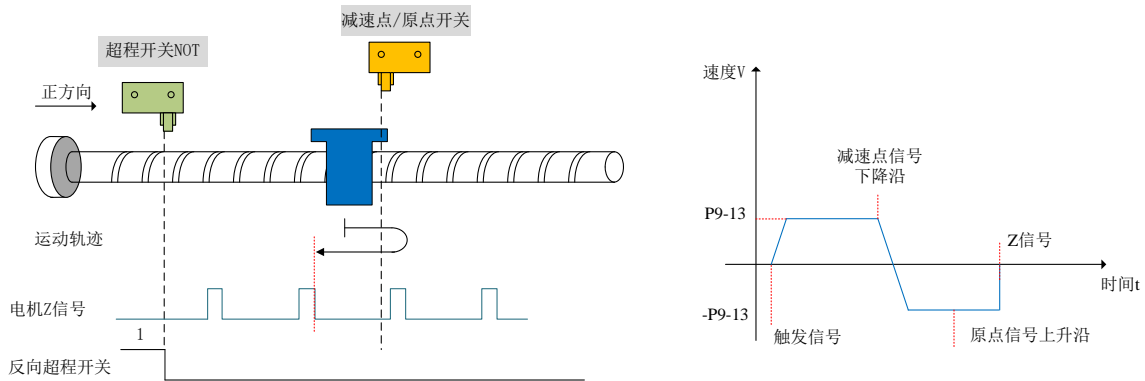 减速点/原点开关
超程开关NOT
正方向
运动轨迹
电机Z信号
1
反向超程开关
速度V
减速点信号
下降沿
P9-13
Z信号
时间t
-P9-13
触发信号
原点信号上升沿